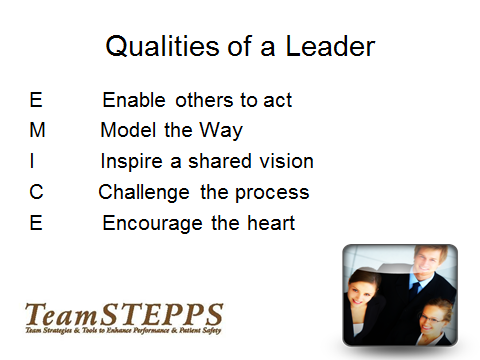 Qualities of a Leader
E Enable others to act
M Model the Way
I Inspire a shared vision
C Challenge the process
E Encourage the heart
TeamSTEPPS
Team Strategies & Tools to Enhance Performance & Patient Safety